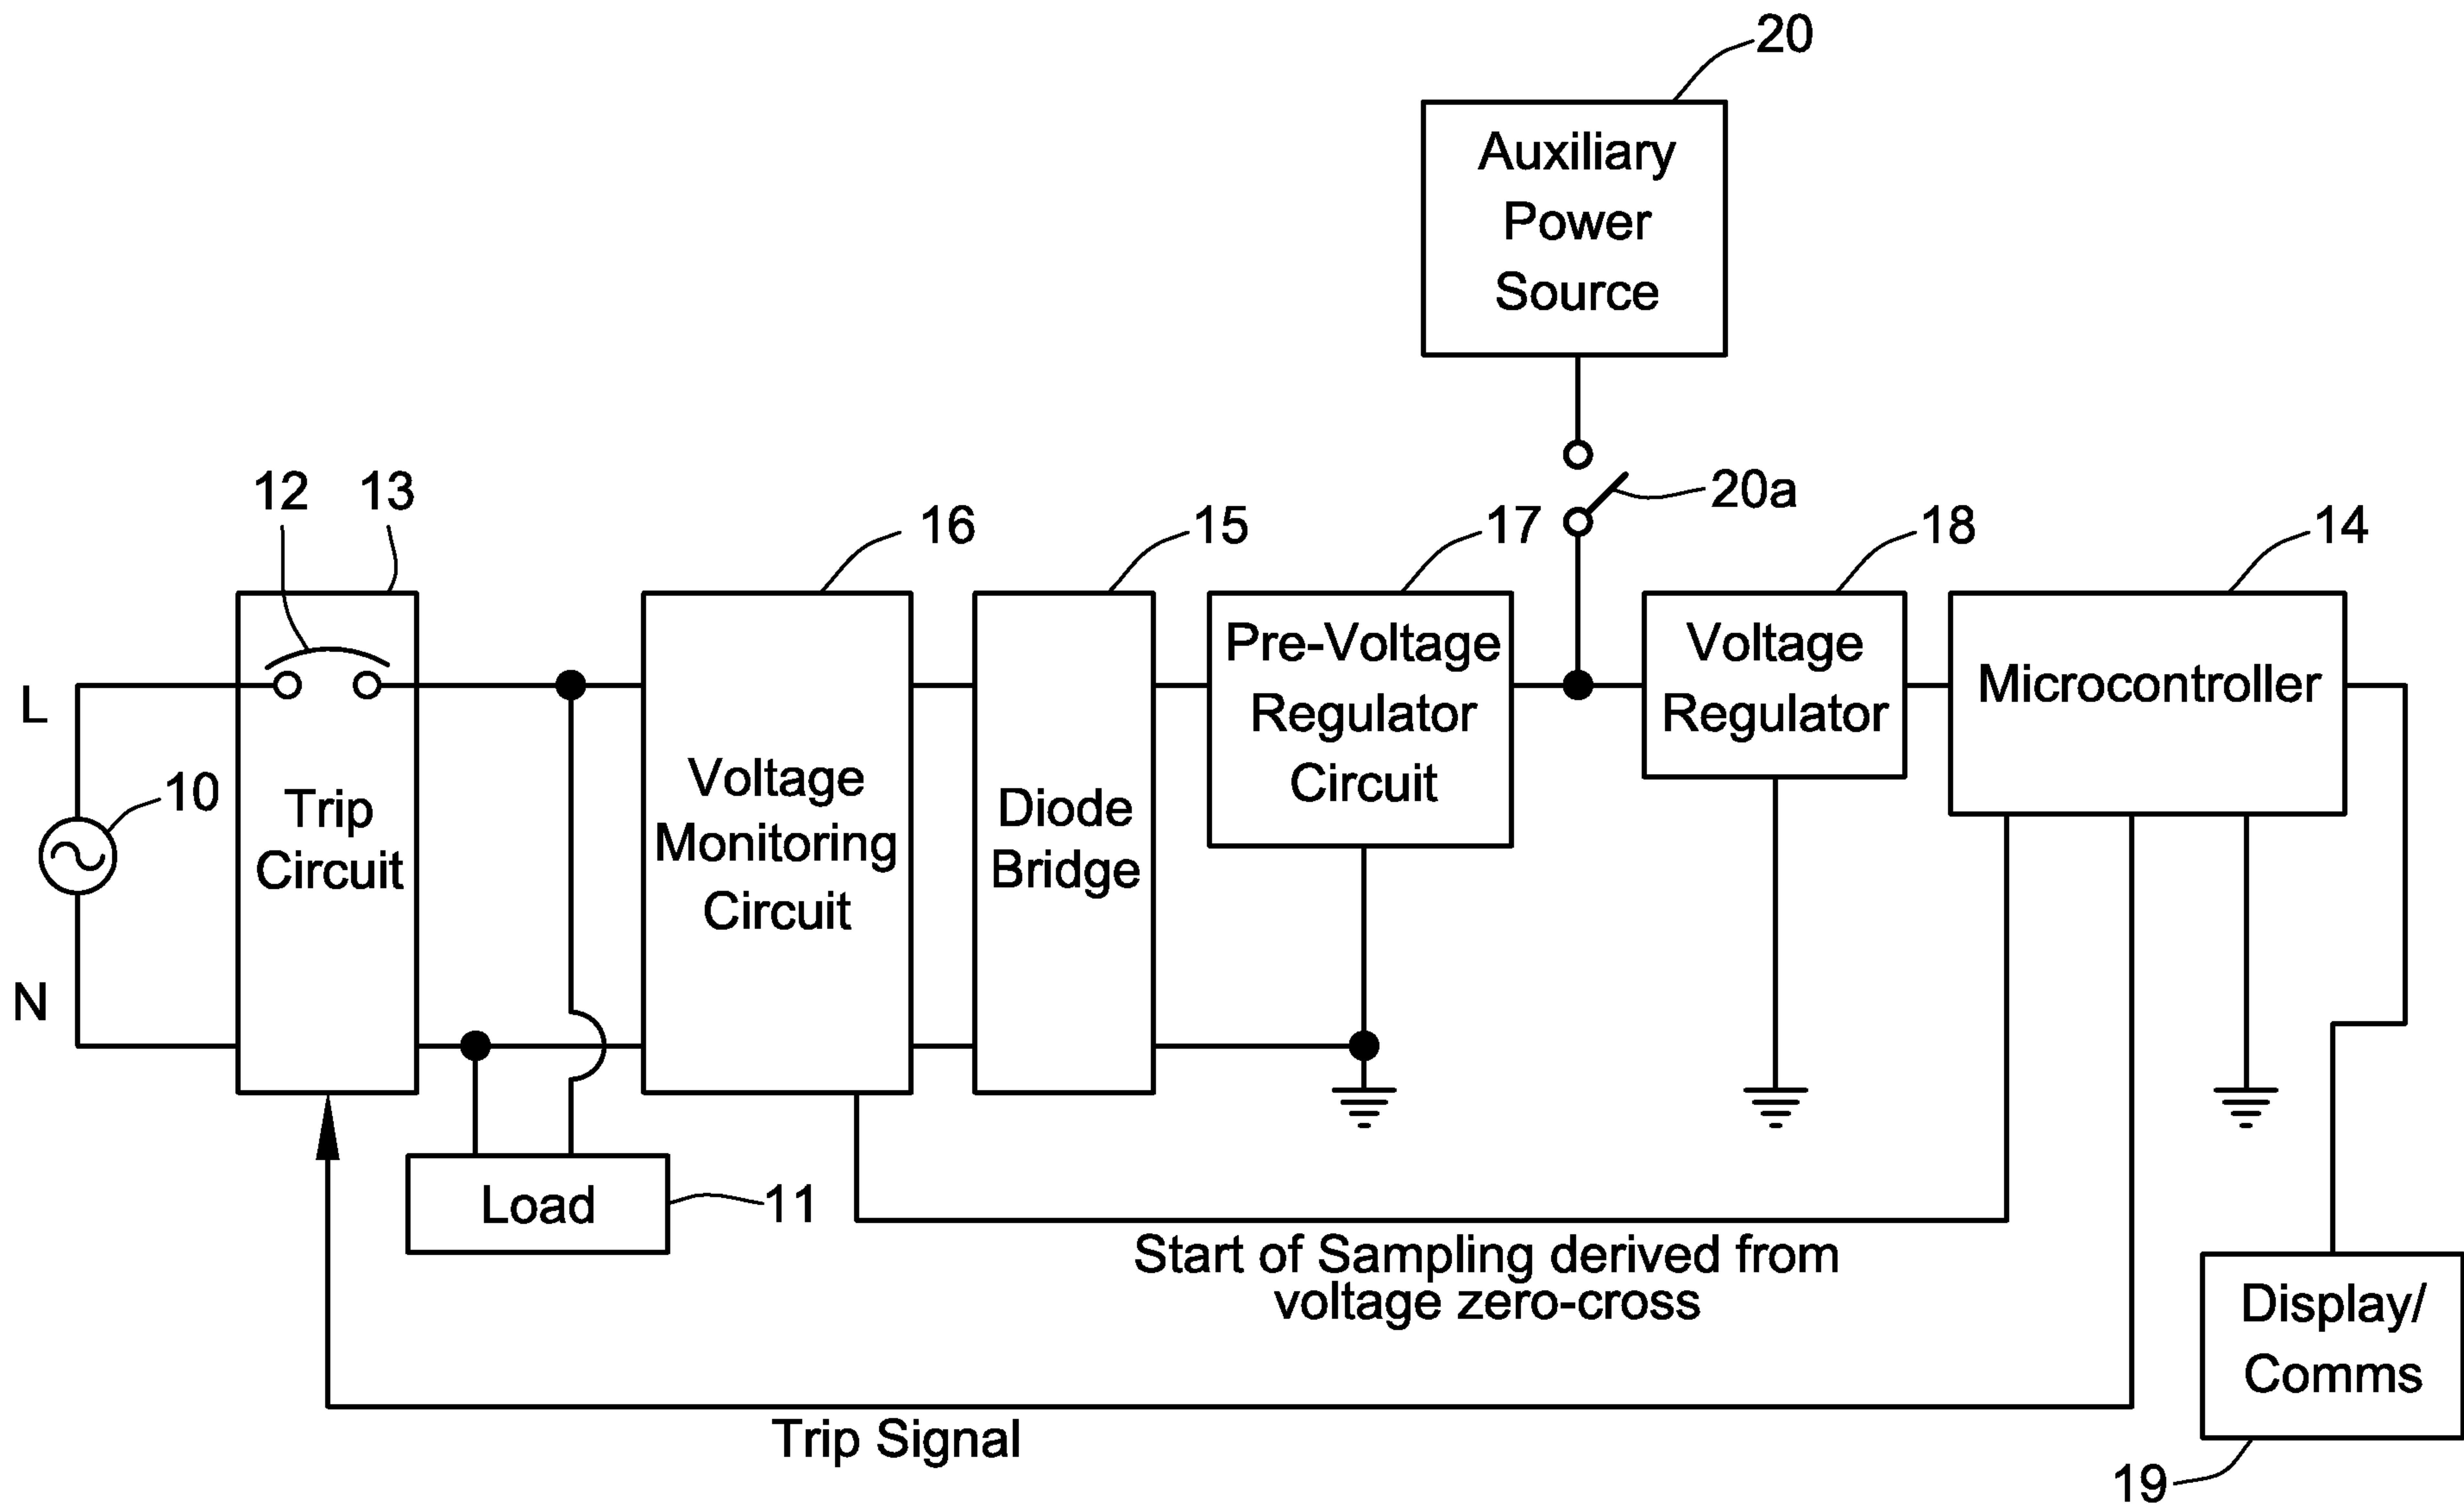 20
Auxiliary
Power
Source
20a
12
13
16
15
17
18
14
L
10
N
Trip
Circuit
Voltage
Monitoring
Circuit
Diode
Bridge
Pre-Voltage
Regulator
Circuit
Voltage
Regulator
Microcontroller
Load
11
Start of Sampling derived from
voltage zero-cross
Trip Signal
Display/
Comms
19